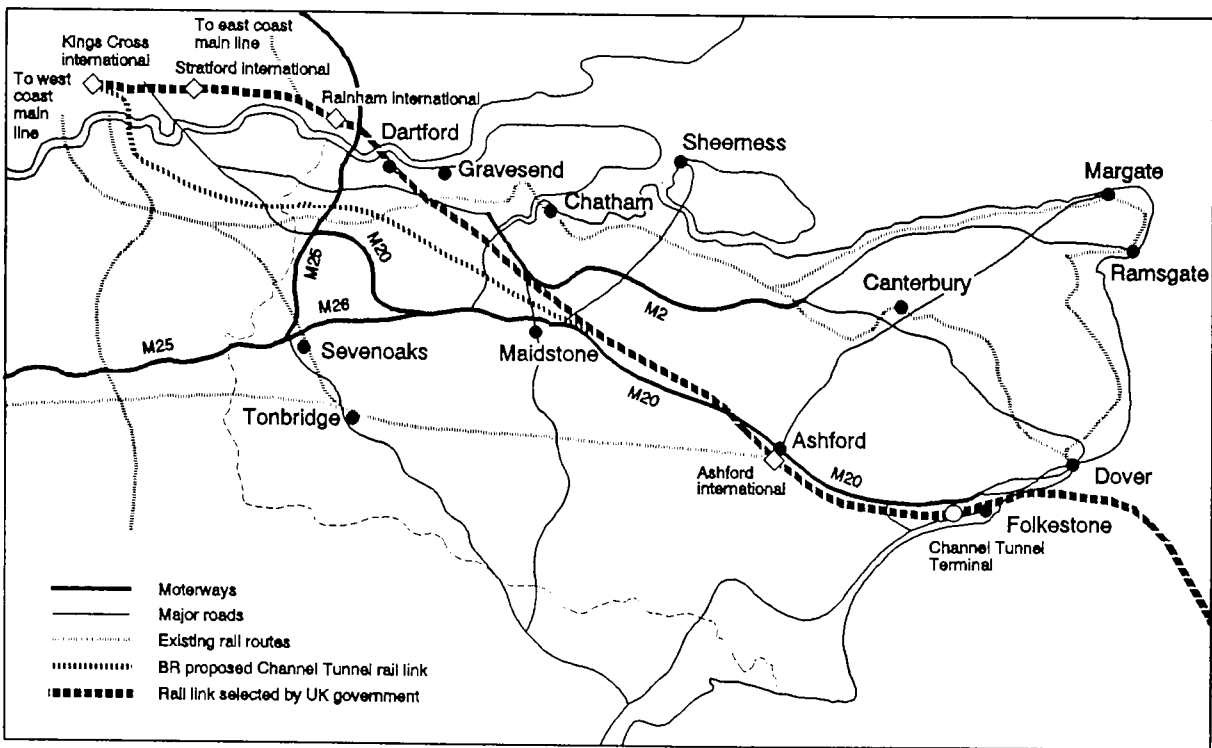 To east coast
main line
Kings Cross
international
Stratford international
To west
coast
main
line
Rainham international
Dartford
Gravesend
Sheerness
Chatham
Margate
Ramsgate
Canterbury
M25
M20
M26
M2
M25
Sevenoaks
Maidstone
M20
Tonbridge
Ashford
Ashford
international
M20
Dover
Folkestone
Channel Tunnel
Terminal
Moterways
Major roads
Existing rail routes
BR proposed Channel Tunnel rail link
Rail link selected by UK government